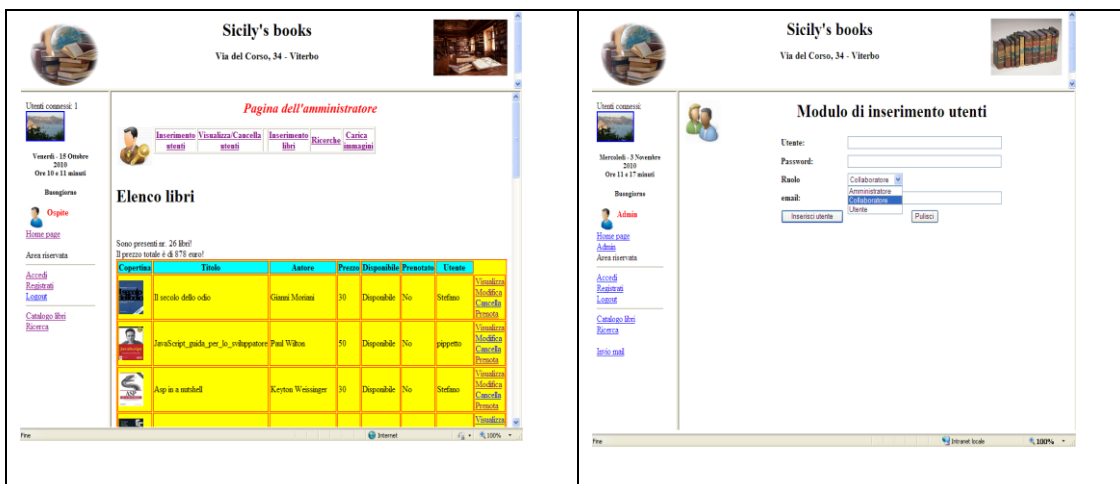 Sicily's books
Via del Corso, 34 - Viterbo
Utenti connessi: 1
Venerdì - 15 Ottobre
2010
Ore 10 e 11 minuti
Buongiorno
Ospite
Home page
Area riservata
Accedi
Registrati
Logout
Catalogo libri
Ricerca
Pagina dell'amministratore
Inserimento utenti
Visualizza/Cancella utenti
Inserimento libri
Ricerche
Carica immagini
Elenco libri
Sono presenti nr. 26 libri!
Il prezzo totale è di 878 euro!
Copertina Titolo Autore Prezzo Disponibile Prenotato Utente
Il secolo dello odio Gianni Moriani 30 Disponibile No Stefano
Visualizza
Modifica
Cancella
Prenota
JavaScript_guida_per_lo_sviluppatore Paul Wilton 50 Disponibile No pippetto
Visualizza
Modifica
Cancella
Prenota
ASP
Asp in a nutshell Keyton Weissinger 30 Disponibile No Stefano
Visualizza
Modifica
Cancella
Prenota
Visualizza
Fine Internet 100%
Sicily's books
Via del Corso, 34 - Viterbo
Utenti connessi:
Mercoledì - 3 Novembre
2010
Ore 11 e 17 minuti
Buongiorno
Admin
Home page
Admin
Area riservata
Accedi
Registrati
Logout
Catalogo libri
Ricerca
Invio mail
Modulo di inserimento utenti
Utente:
Password:
Ruolo Collaboratore
Amministratore
Collaboratore
Utente
email:
Inserisci utente Pulisci
Fine Intranet locale 100%